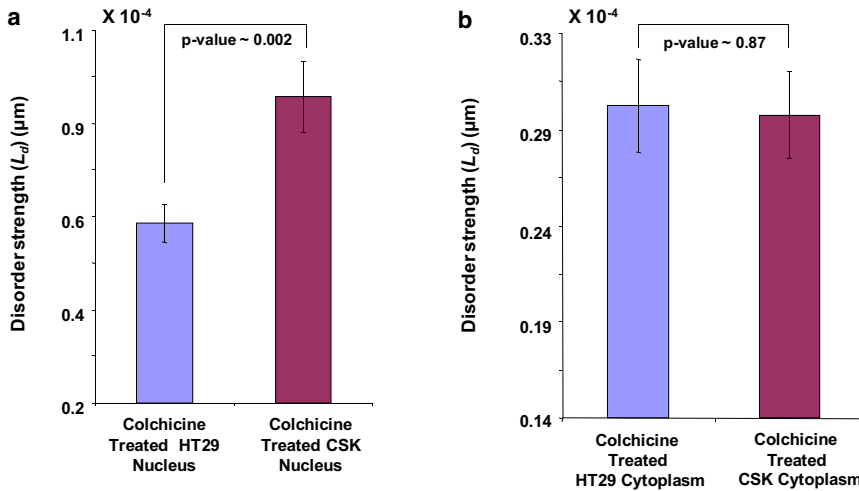 a
X 10-4
1.1
0.9
0.6
0.4
0.2
Disorder strength (Ld) (µm)
p-value ~ 0.002
Colchicine
Treated HT29
Nucleus
Colchicine
Treated CSK
Nucleus
b
X 10-4
0.33
0.29
0.24
0.19
0.14
Disorder strength (Ld) (µm)
p-value ~ 0.87
Colchicine
Treated
HT29 Cytoplasm
Colchicine
Treated
CSK Cytoplasm